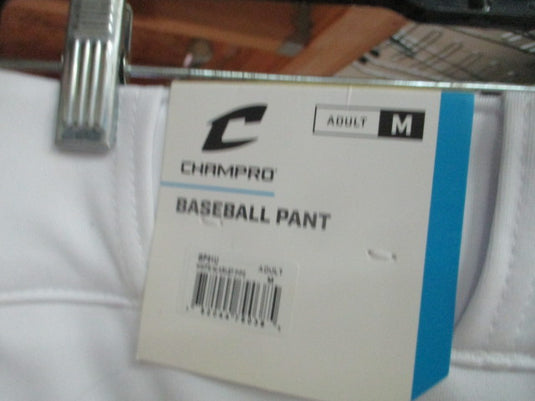 ADULT M
CHAMPRO
BASEBALL PANT
ADULT
M